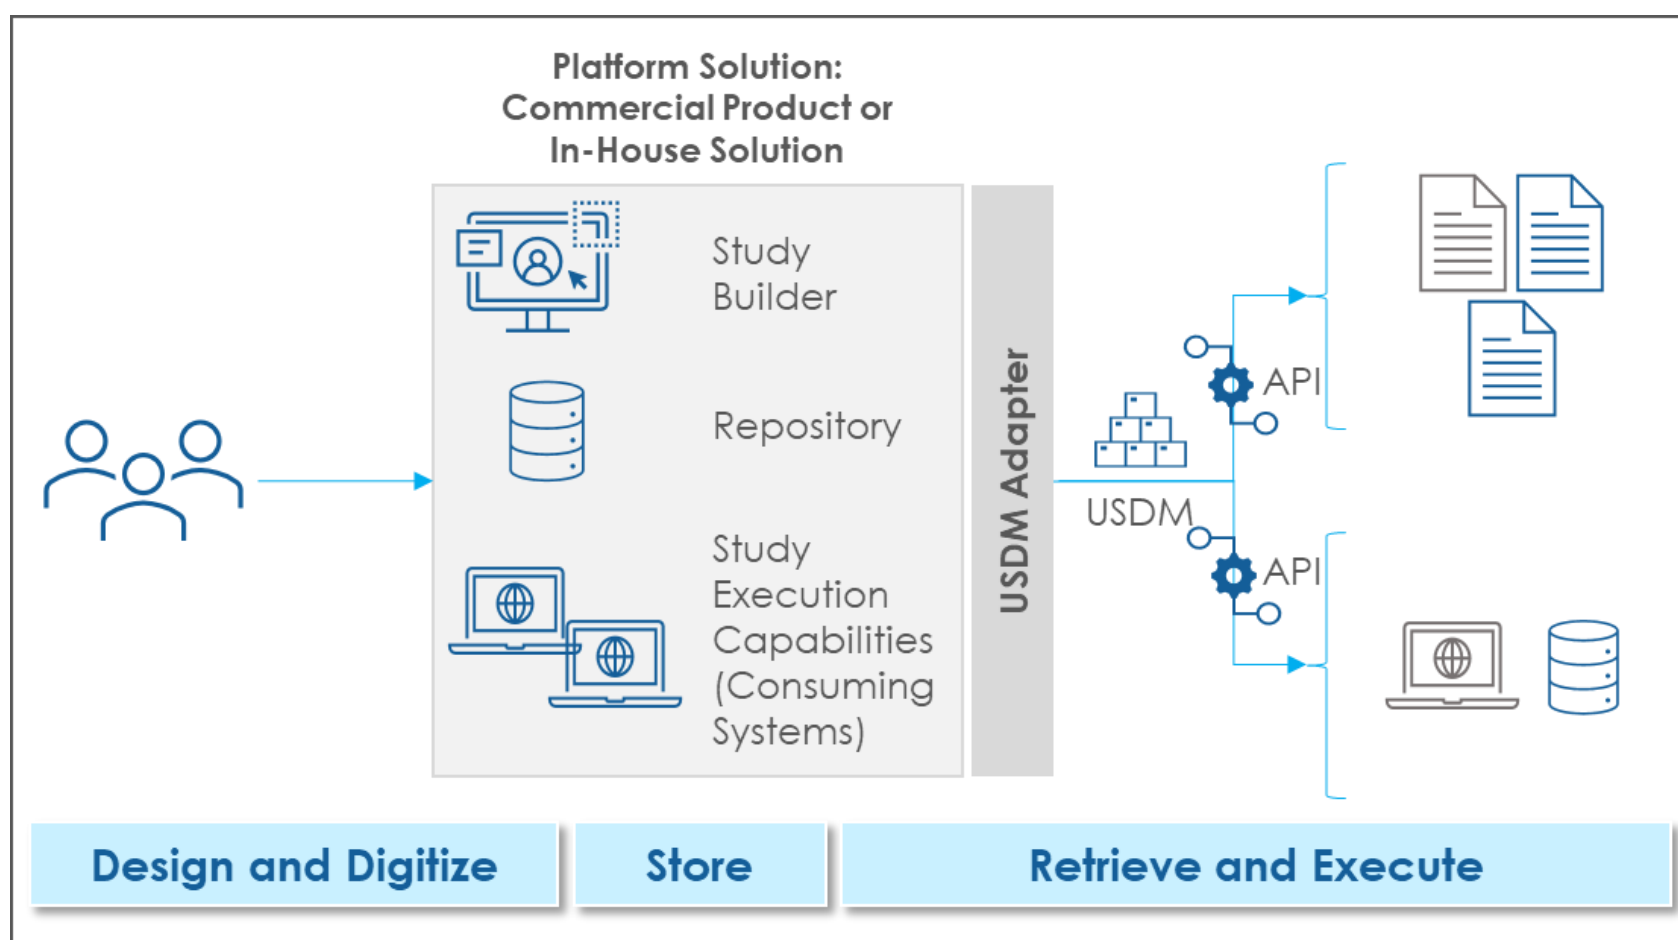 Platform Solution:
Commercial Product or
In-House Solution
Study
Builder
Repository
Study
Execution
Capabilities
(Consuming
Systems)
USDM Adapter
USDM
API
API
Design and Digitize
Store
Retrieve and Execute